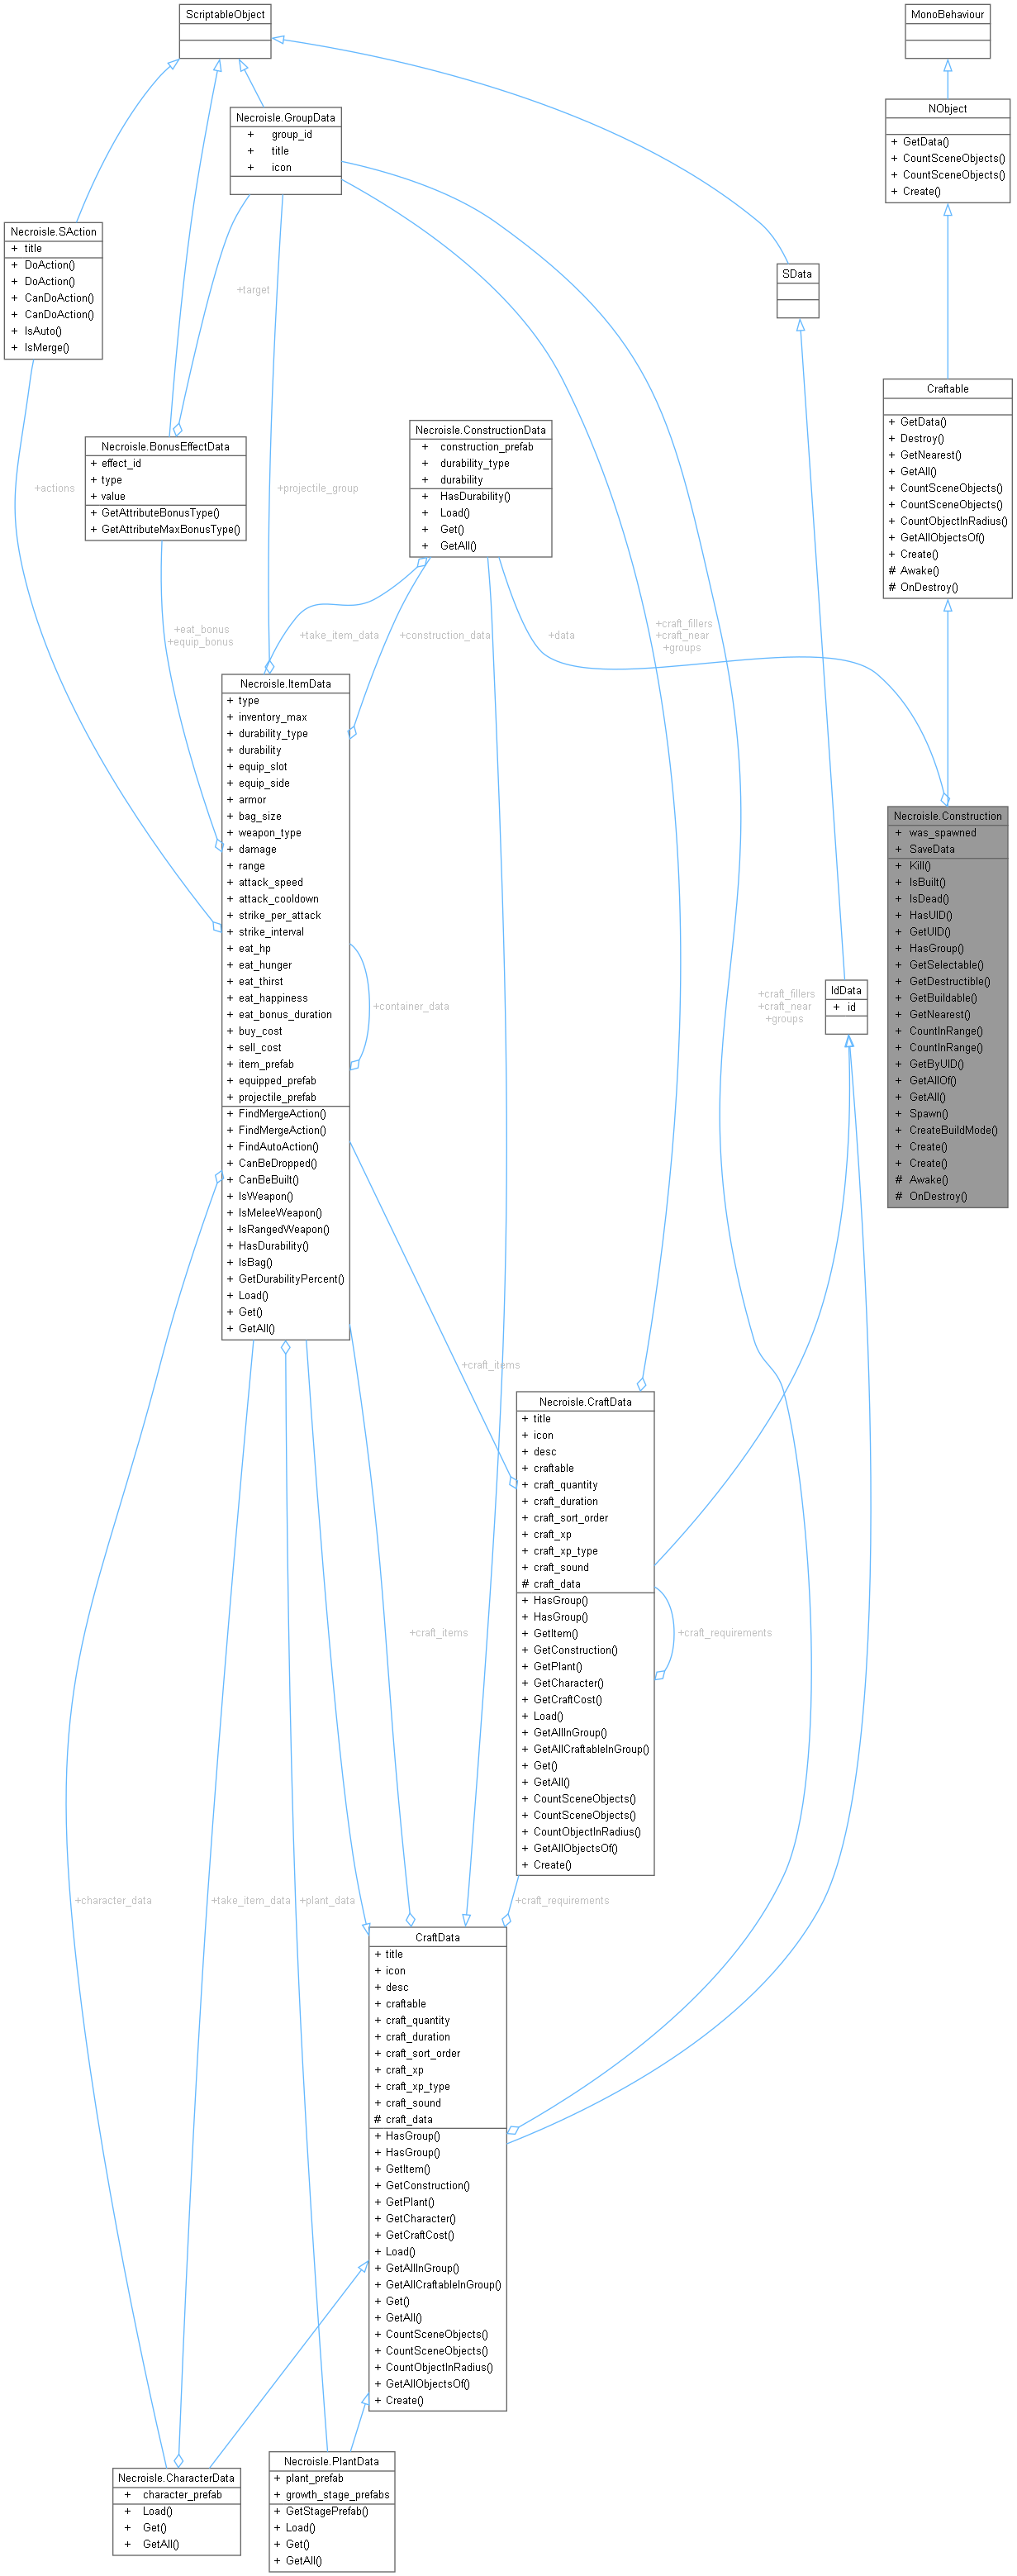 ScriptableObject
MonoBehaviour
Necroisle.GroupData
+ group_id
+ title
+ icon
NObject
+ GetData()
+ CountSceneObjects()
+ CountSceneObjects()
+ Create()
Necroisle.SAction
+ title
+ DoAction()
+ DoAction()
+ CanDoAction()
+ CanDoAction()
+ IsAuto()
+ IsMerge()
+target
SData
Craftable
+ GetData()
+ Destroy()
+ GetNearest()
+ GetAll()
+ CountSceneObjects()
+ CountSceneObjects()
+ CountObjectInRadius()
+ GetAllObjectsOf()
+ Create()
# Awake()
# OnDestroy()
Necroisle.BonusEffectData
+ effect_id
+ type
+ value
+ GetAttributeBonusType()
+ GetAttributeMaxBonusType()
Necroisle.ConstructionData
+ construction_prefab
+ durability_type
+ durability
+ HasDurability()
+ Load()
+ Get()
+ GetAll()
+actions
+projectile_group
+eat_bonus
+equip_bonus
+take_item_data
+construction_data
+data
+craft_fillers
+craft_near
+groups
Necroisle.ItemData
+ type
+ inventory_max
+ durability_type
+ durability
+ equip_slot
+ equip_side
+ armor
+ bag_size
+ weapon_type
+ damage
+ range
+ attack_speed
+ attack_cooldown
+ strike_per_attack
+ strike_interval
+ eat_hp
+ eat_hunger
+ eat_thirst
+ eat_happiness
+ eat_bonus_duration
+ buy_cost
+ sell_cost
+ item_prefab
+ equipped_prefab
+ projectile_prefab
+ FindMergeAction()
+ FindMergeAction()
+ FindAutoAction()
+ CanBeDropped()
+ CanBeBuilt()
+ IsWeapon()
+ IsMeleeWeapon()
+ IsRangedWeapon()
+ HasDurability()
+ IsBag()
+ GetDurabilityPercent()
+ Load()
+ Get()
+ GetAll()
+container_data
+craft_fillers
+craft_near
+groups
IdData
+ id
Necroisle.Construction
+ was_spawned
+ SaveData
+ Kill()
+ IsBuilt()
+ IsDead()
+ HasUID()
+ GetUID()
+ HasGroup()
+ GetSelectable()
+ GetDestructible()
+ GetBuildable()
+ GetNearest()
+ CountInRange()
+ CountInRange()
+ GetByUID()
+ GetAllOf()
+ GetAll()
+ Spawn()
+ CreateBuildMode()
+ Create()
+ Create()
# Awake()
# OnDestroy()
+craft_items
Necroisle.CraftData
+ title
+ icon
+ desc
+ craftable
+ craft_quantity
+ craft_duration
+ craft_sort_order
+ craft_xp
+ craft_xp_type
+ craft_sound
# craft_data
+ HasGroup()
+ HasGroup()
+ GetItem()
+ GetConstruction()
+ GetPlant()
+ GetCharacter()
+ GetCraftCost()
+ Load()
+ GetAllInGroup()
+ GetAllCraftableInGroup()
+ Get()
+ GetAll()
+ CountSceneObjects()
+ CountSceneObjects()
+ CountObjectInRadius()
+ GetAllObjectsOf()
+ Create()
+craft_items
+craft_requirements
+character_data
+take_item_data
+plant_data
+craft_requirements
CraftData
+ title
+ icon
+ desc
+ craftable
+ craft_quantity
+ craft_duration
+ craft_sort_order
+ craft_xp
+ craft_xp_type
+ craft_sound
# craft_data
+ HasGroup()
+ HasGroup()
+ GetItem()
+ GetConstruction()
+ GetPlant()
+ GetCharacter()
+ GetCraftCost()
+ Load()
+ GetAllInGroup()
+ GetAllCraftableInGroup()
+ Get()
+ GetAll()
+ CountSceneObjects()
+ CountSceneObjects()
+ CountObjectInRadius()
+ GetAllObjectsOf()
+ Create()
Necroisle.CharacterData
+ character_prefab
+ Load()
+ Get()
+ GetAll()
Necroisle.PlantData
+ plant_prefab
+ growth_stage_prefabs
+ GetStagePrefab()
+ Load()
+ Get()
+ GetAll()